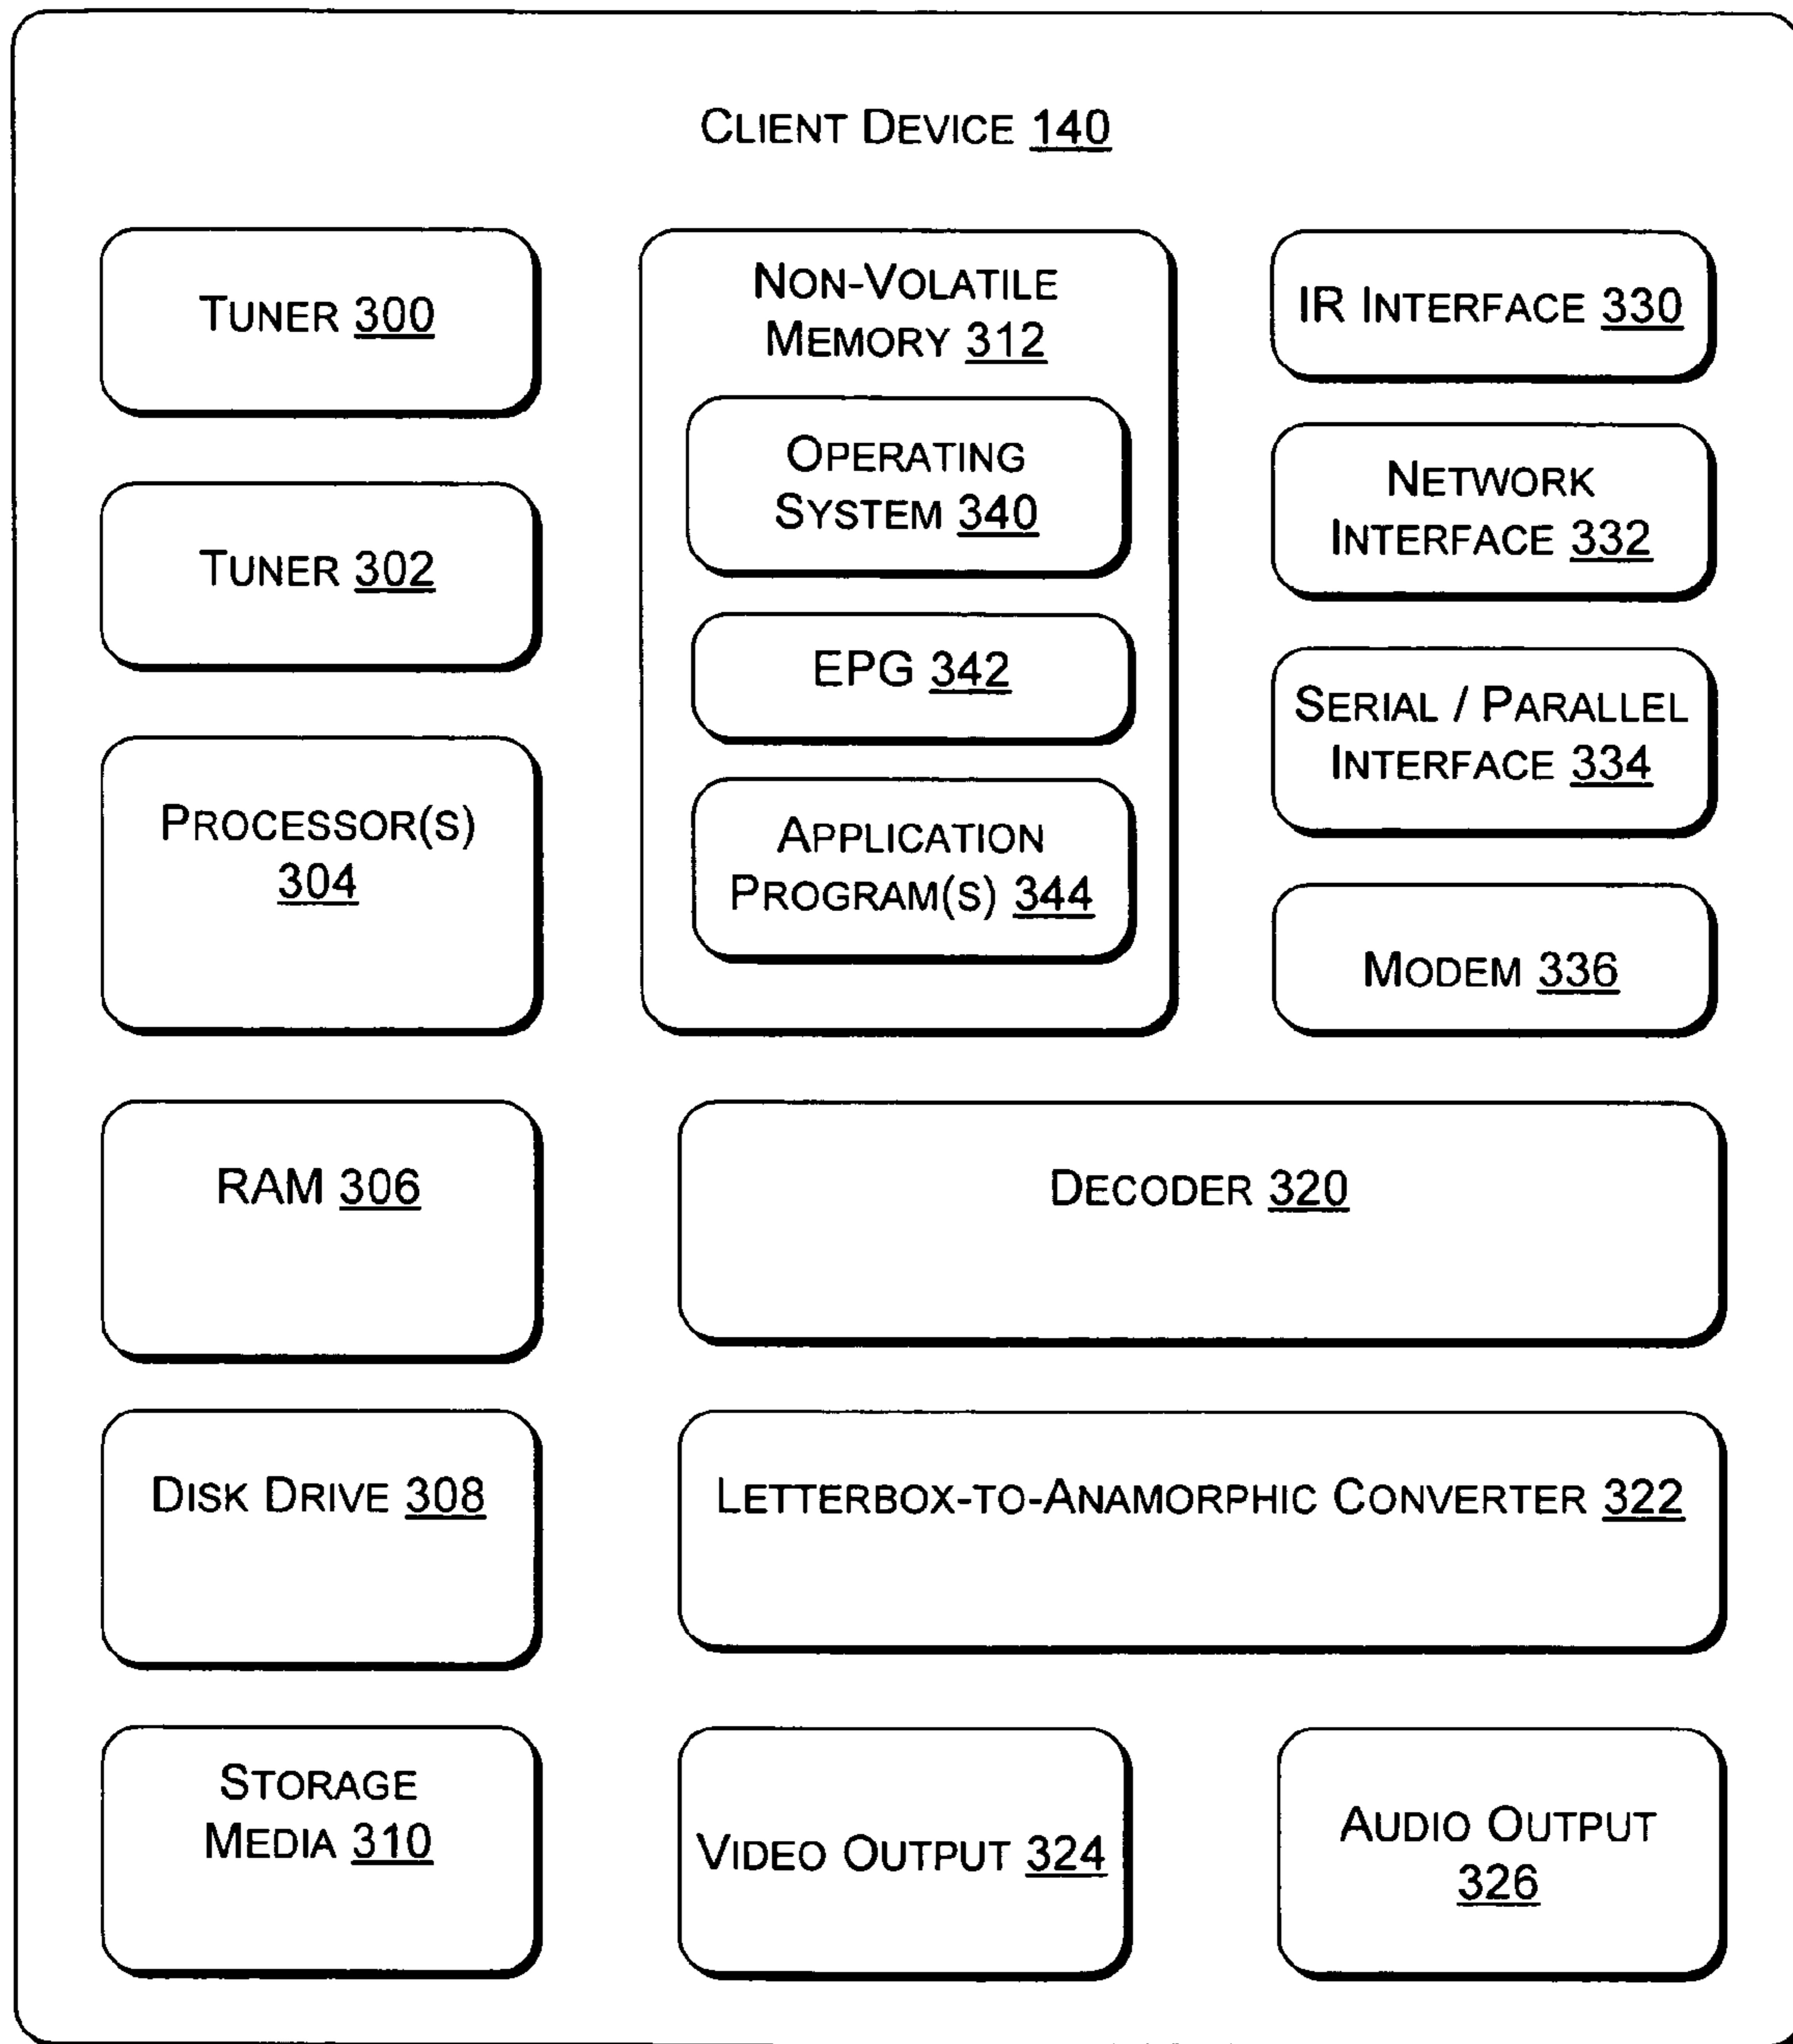 CLIENT DEVICE 140
TUNER 300
TUNER 302
PROCESSOR(S)
304
RAM 306
DISK DRIVE 308
STORAGE
MEDIA 310
NON-VOLATILE
MEMORY 312
OPERATING
SYSTEM 340
EPG 342
APPLICATION
PROGRAM(S) 344
IR INTERFACE 330
NETWORK
INTERFACE 332
SERIAL / PARALLEL
INTERFACE 334
MODEM 336
DECODER 320
LETTERBOX-TO-ANAMORPHIC CONVERTER 322
VIDEO OUTPUT 324
AUDIO OUTPUT
326